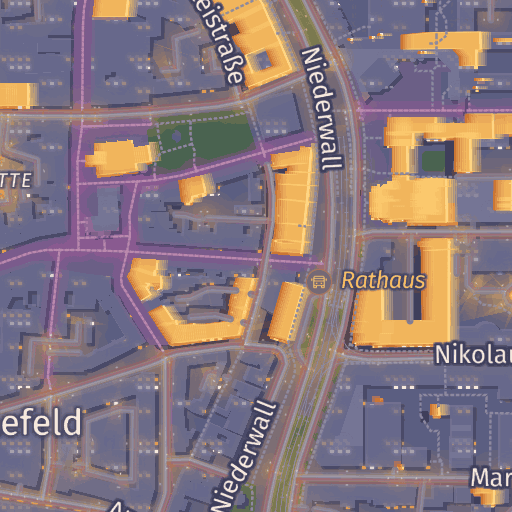 eistraße
Niederwall
TTE
Rathaus
Nikolau
efeld
Niederwall
Mar